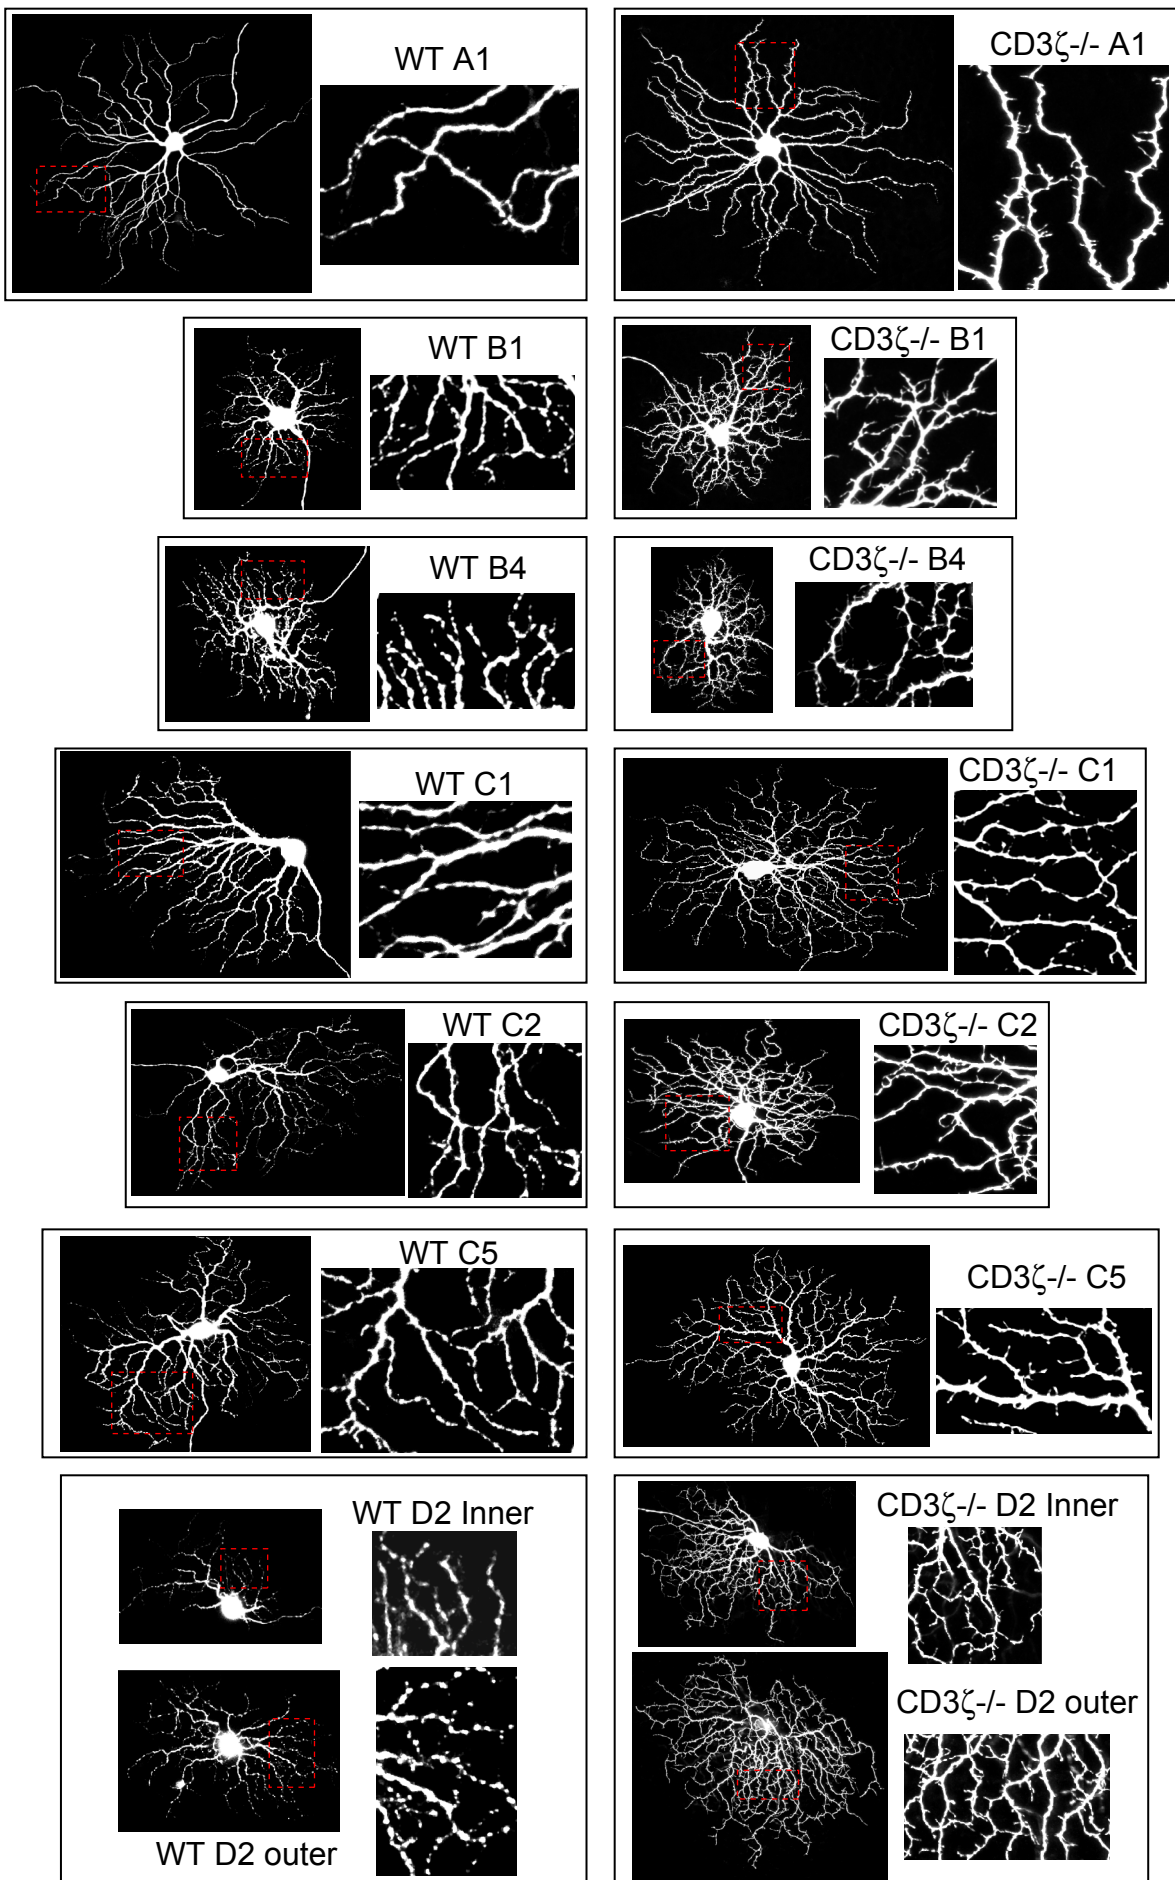 WT A1
CD3ζ-/- A1
WT B1
CD3ζ-/- B1
WT B4
CD3ζ-/- B4
WT C1
CD3ζ-/- C1
WT C2
CD3ζ-/- C2
WT C5
CD3ζ-/- C5
WT D2 Inner
CD3ζ-/- D2 Inner
WT D2 outer
CD3ζ-/- D2 outer